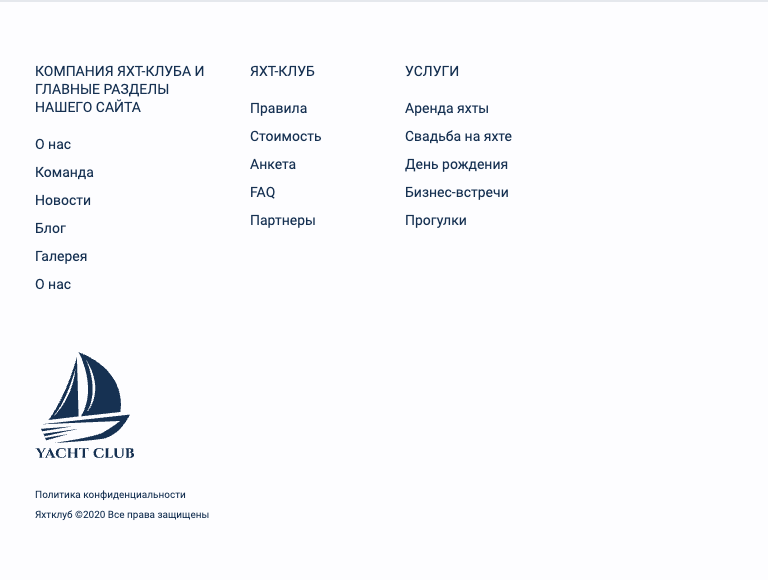 КОМПАНИЯ ЯХТ-КЛУБА И
ГЛАВНЫЕ РАЗДЕЛЫ
НАШЕГО САЙТА
О нас
Команда
Новости
Блог
Галерея
О нас
ЯХТ-КЛУБ
Правила
Стоимость
Анкета
FAQ
Партнеры
УСЛУГИ
Аренда яхты
Свадьба на яхте
День рождения
Бизнес-встречи
Прогулки
YACHT CLUB
Политика конфиденциальности
Яхтклуб ©2020 Все права защищены